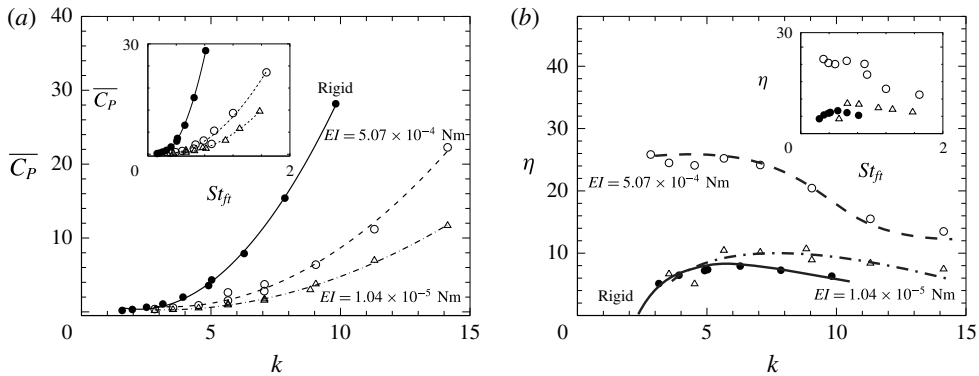 (a)
40
30
20
10
0
5
10
15
C_P
k
30
C_P
0
2
St_ft
Rigid
EI = 5.07 × 10⁻⁴ Nm
EI = 1.04 × 10⁻⁵ Nm
(b)
40
30
20
10
0
5
10
15
η
k
30
η
0
2
St_ft
EI = 5.07 × 10⁻⁴ Nm
Rigid
EI = 1.04 × 10⁻⁵ Nm